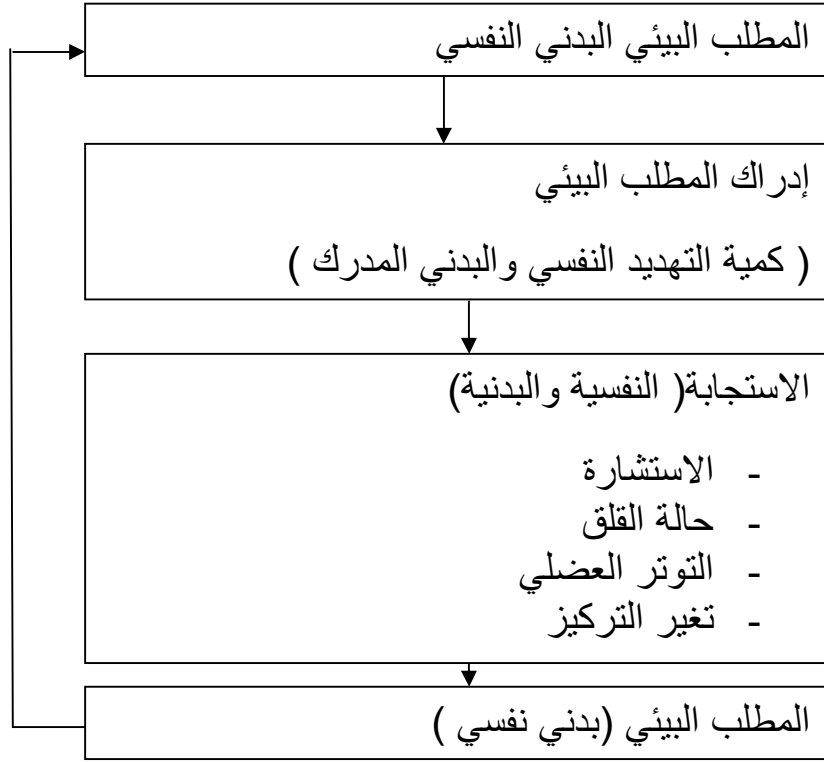 المطلب البيئي البدني النفسي
إدراك المطلب البيئي
( كمية التهديد النفسي والبدني المدرك )
الاستجابة( النفسية والبدنية)
- الاستشارة
- حالة القلق
- التوتر العضلي
- تغير التركيز
المطلب البيئي (بدني نفسي )